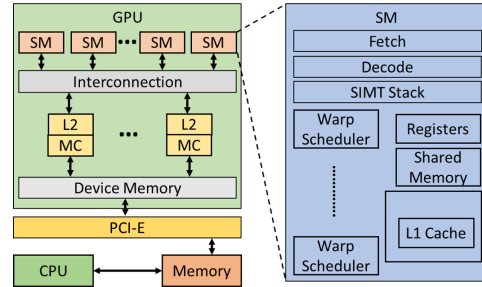 GPU
SM SM ••• SM SM
Interconnection
L2 L2
MC ••• MC
Device Memory
PCI-E
CPU Memory
SM
Fetch
Decode
SIMT Stack
Warp
Scheduler
Registers
Shared
Memory
L1 Cache
Warp
Scheduler